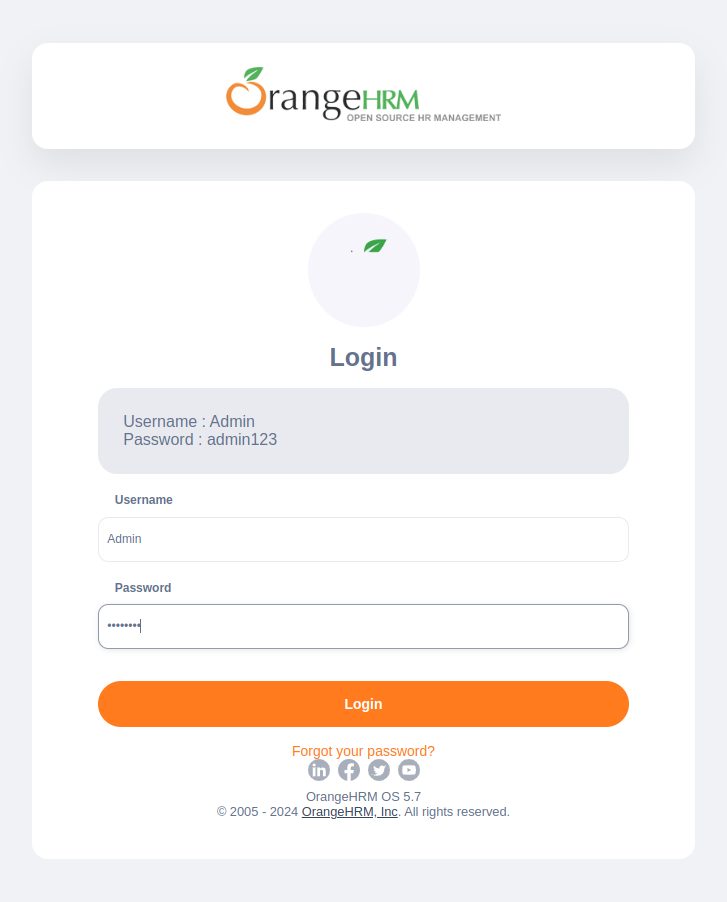 OrangeHRM
OPEN SOURCE HR MANAGEMENT
Login
Username : Admin
Password : admin123
Username
Admin
Password
••••••••
Login
Forgot your password?
OrangeHRM OS 5.7
© 2005 - 2024 OrangeHRM, Inc. All rights reserved.